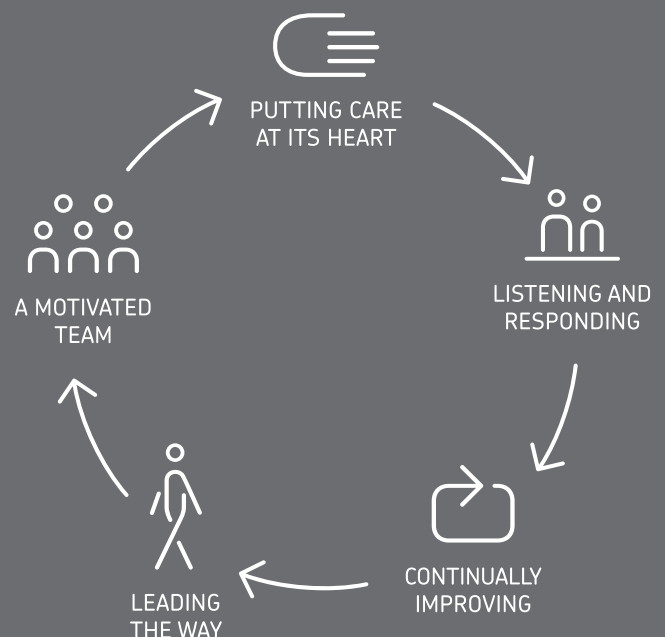 PUTTING CARE
AT ITS HEART
LISTENING AND
RESPONDING
CONTINUALLY
IMPROVING
LEADING
THE WAY
A MOTIVATED
TEAM